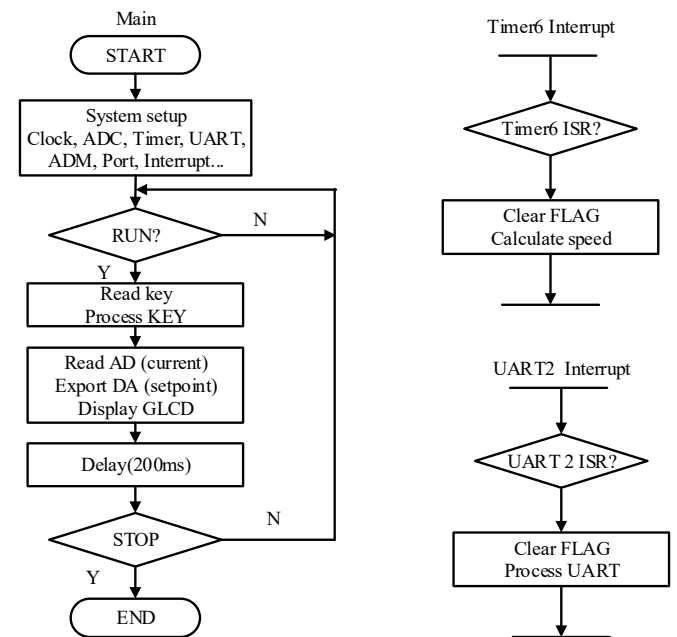 Main
START
System setup
Clock, ADC, Timer, UART,
ADM, Port, Interrupt...
RUN?
N
Y
Read key
Process KEY
Read AD (current)
Export DA (setpoint)
Display GLCD
Delay(200ms)
STOP
N
Y
END
Timer6 Interrupt
Timer6 ISR?
Clear FLAG
Calculate speed
UART2 Interrupt
UART 2 ISR?
Clear FLAG
Process UART